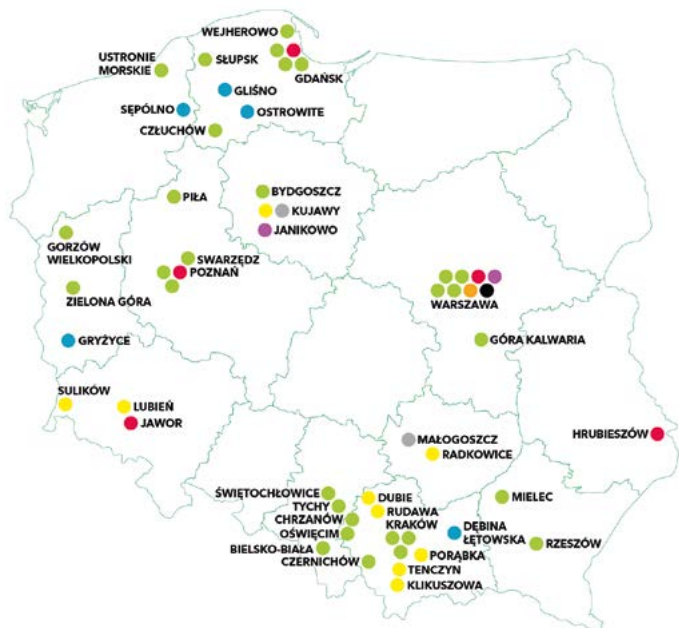 WEJHEROWO
USTRONIE
MORSKIE
SŁUPSK
GDAŃSK
GLIŚNO
SĘPÓLNO
OSTROWITE
CZŁUCHÓW
PIŁA
BYDGOSZCZ
KUJAWY
JANIKOWO
GORZÓW
WIELKOPOLSKI
SWARZĘDZ
POZNAŃ
ZIELONA GÓRA
WARSZAWA
GRYŻYCE
GÓRA KALWARIA
SULIKÓW
LUBIEŃ
JAWOR
HRUBIESZÓW
MAŁOGOSZCZ
RADKOWICE
ŚWIĘTOCHŁOWICE
TYCHY
CHRZANÓW
OŚWIĘCIM
BIELSKO-BIAŁA
CZERNICHÓW
DUBIE
RUDAWA
KRAKÓW
DĘBINA
ŁĘTOWSKA
PORĄBKA
TENCZYN
KLIKUSZOWA
MIELEC
RZESZÓW